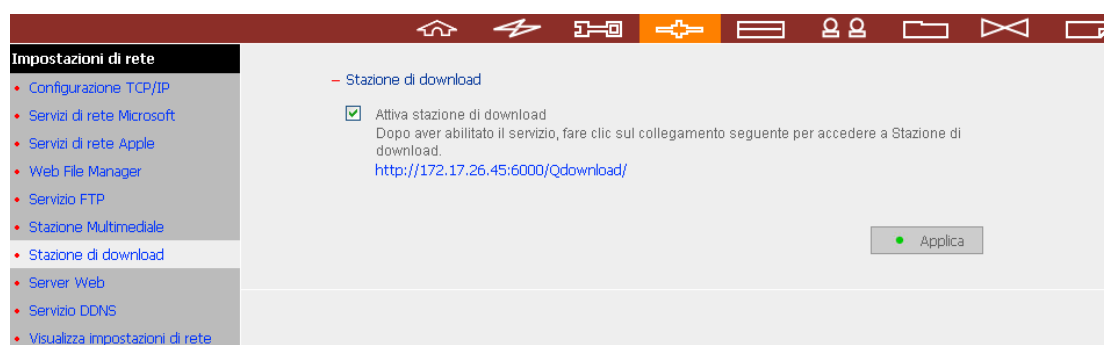 Impostazioni di rete
Configurazione TCP/IP
Servizi di rete Microsoft
Servizi di rete Apple
Web File Manager
Servizio FTP
Stazione Multimediale
Stazione di download
Server Web
Servizio DDNS
Visualizza impostazioni di rete
– Stazione di download
Attiva stazione di download
Dopo aver abilitato il servizio, fare clic sul collegamento seguente per accedere a Stazione di
download.
http://172.17.26.45:6000/Qdownload/
Applica